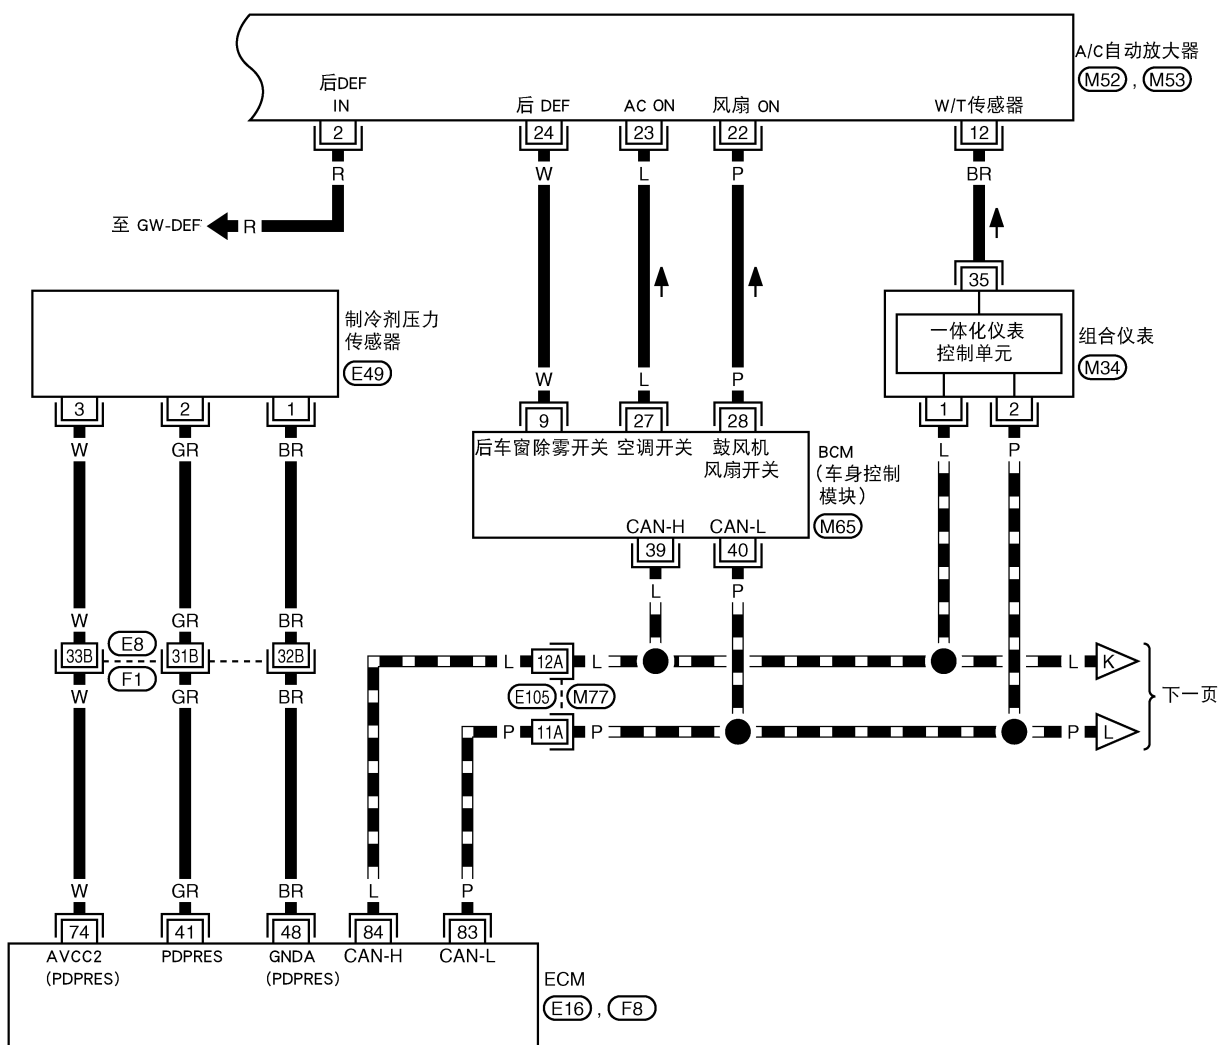 A/C自动放大器
M52 , M53
后DEF
IN
后 DEF
AC ON
风扇 ON
W/T传感器
2
24
23
22
12
R
W
L
P
BR
至 GW-DEF
R
35
制冷剂压力
传感器
E49
一体化仪表
控制单元
组合仪表
M34
3
2
1
W
L
P
9
27
28
1
2
W
GR
BR
后车窗除雾开关
空调开关
鼓风机
风扇开关
BCM
(车身控制
模块)
M65
L
P
CAN-H
CAN-L
39
40
L
P
W
GR
BR
33B
E8
F1
31B
32B
W
GR
BR
L
12A
L
L
K
E105
M77
下一页
P
11A
P
P
L
W
GR
BR
L
P
74
41
48
84
83
AVCC2
(PDPRES)
PDPRES
GNDA
(PDPRES)
CAN-H
CAN-L
ECM
E16 , F8